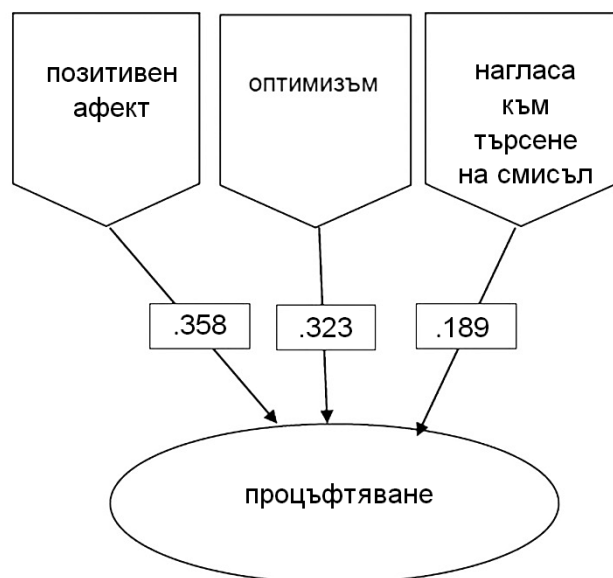 позитивен
афект
оптимизъм
нагласа
към
търсене
на смисъл
.358
.323
.189
процъфтяване